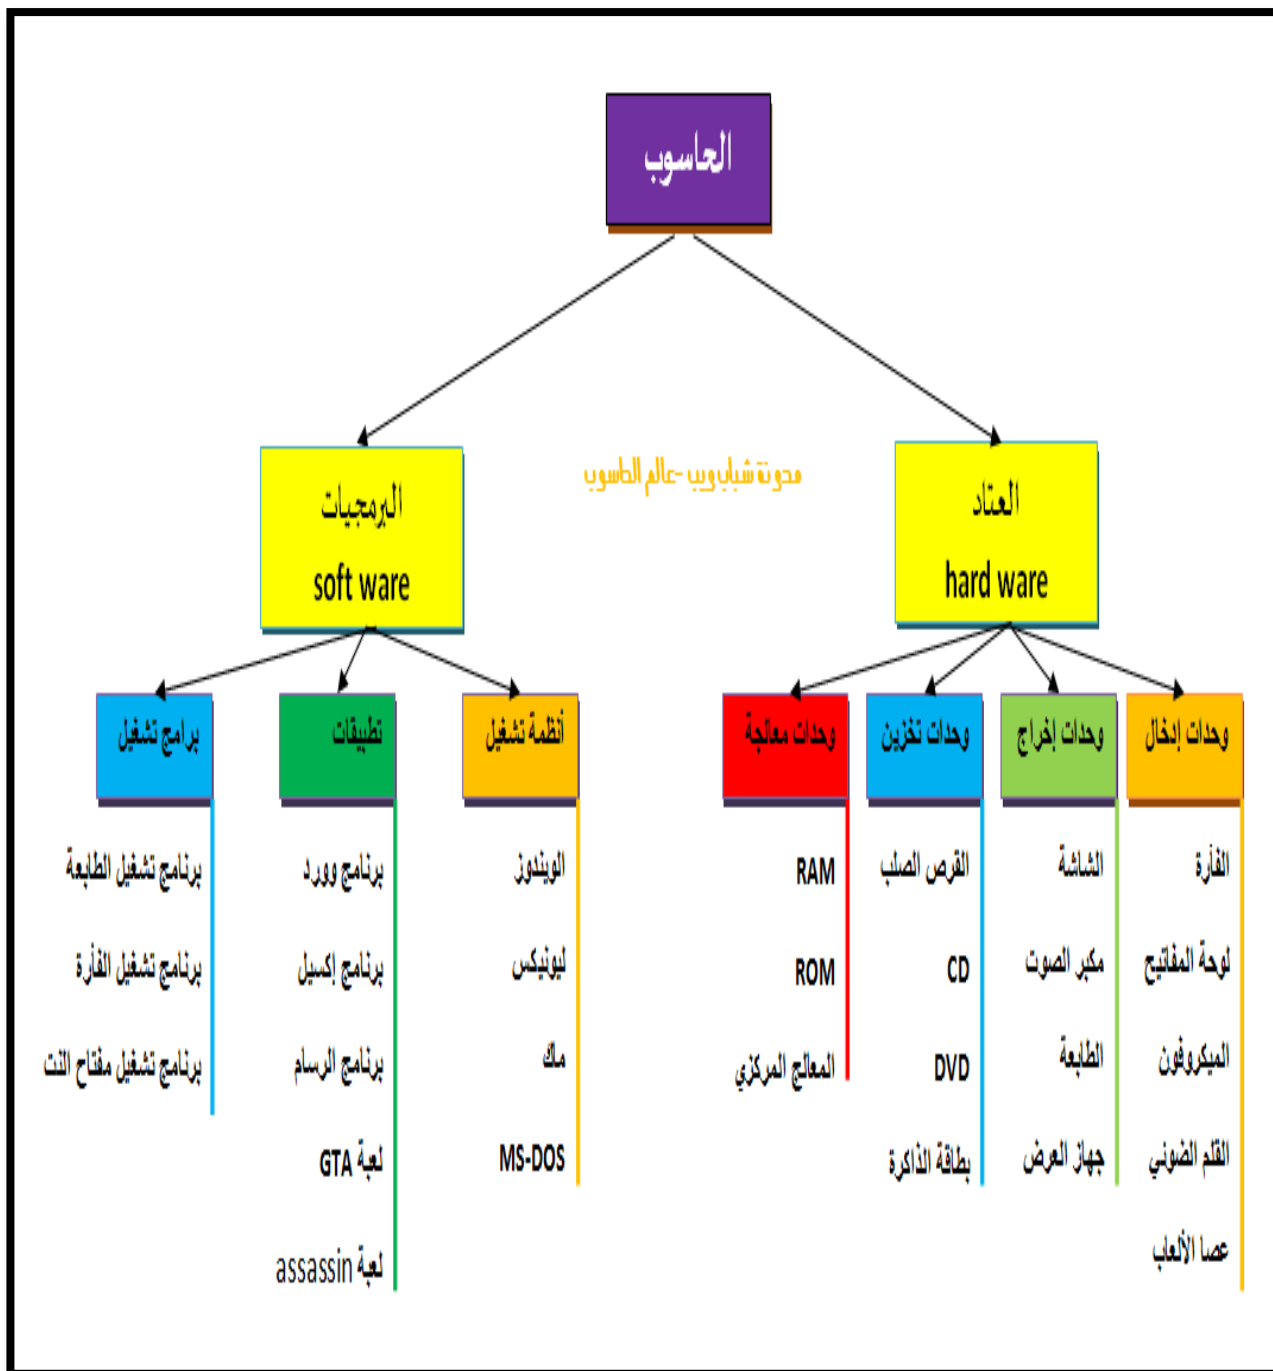 الحاسوب
العتاد
hard ware
مدونة شباب ويب -عالم الحاسوب
البرمجيات
soft ware
وحدات إدخال
الفأرة
لوحة المفاتيح
الميكروفون
القلم الضوئي
عصا الألعاب
وحدات إخراج
الشاشة
مكبر الصوت
الطابعة
جهاز العرض
وحدات تخزين
القرص الصلب
CD
DVD
بطاقة الذاكرة
وحدات معالجة
RAM
ROM
المعالج المركزي
أنظمة تشغيل
الويندوز
ليونيكس
ماك
MS-DOS
تطبيقات
برنامج وورد
برنامج إكسيل
برنامج الرسام
لعبة GTA
لعبة assassin
برامج تشغيل
برنامج تشغيل الطابعة
برنامج تشغيل الفأرة
برنامج تشغيل مفتاح النت